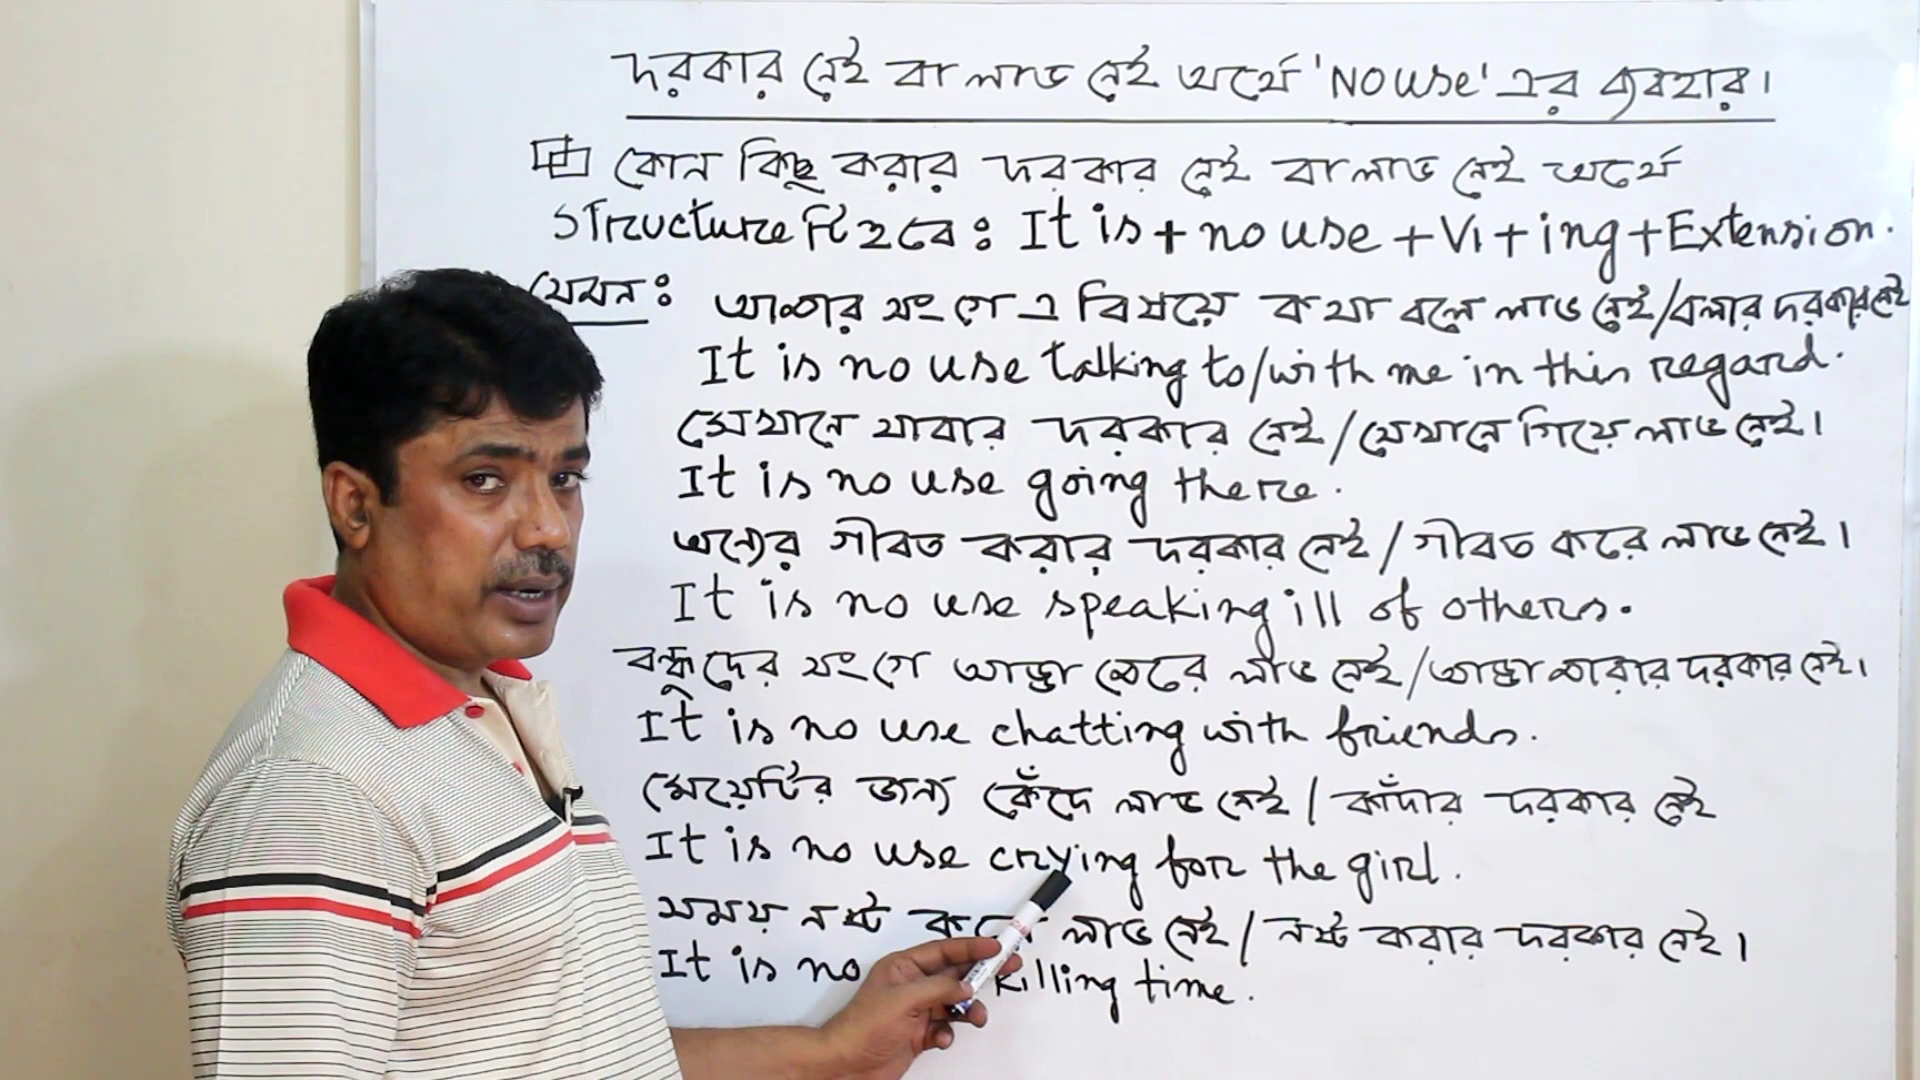 দরকার নেই বা লাভ নেই অর্থে 'NO USE' এর ব্যবহার।
কোন কিছু করার দরকার নেই বা লাভ নেই অর্থে
Structure টি হবে: It is + no use + V1 + ing + Extension.
যেমন: আমার সংগে এ বিষয়ে কথা বলে লাভ নেই/বলার দরকার নেই
It is no use talking to/with me in this regard.
সেখানে যাবার দরকার নেই/সেখানে গিয়ে লাভ নেই।
It is no use going there.
অন্যের গীবত করার দরকার নেই/গীবত করে লাভ নেই।
It is no use speaking ill of others.
বন্ধুদের সংগে আড্ডা মেরে লাভ নেই/আড্ডা মারার দরকার নেই।
It is no use chatting with friends.
মেয়েটির জন্য কেঁদে লাভ নেই/কাঁদার দরকার নেই
It is no use crying for the girl.
সময় নষ্ট লাভ নেই/নষ্ট করার দরকার নেই।
It is no killing time.